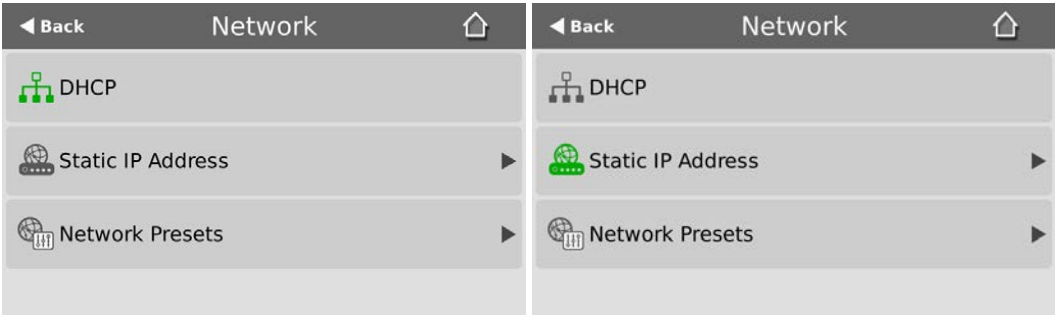 Back Network
DHCP
Static IP Address
Network Presets
Back Network
DHCP
Static IP Address
Network Presets